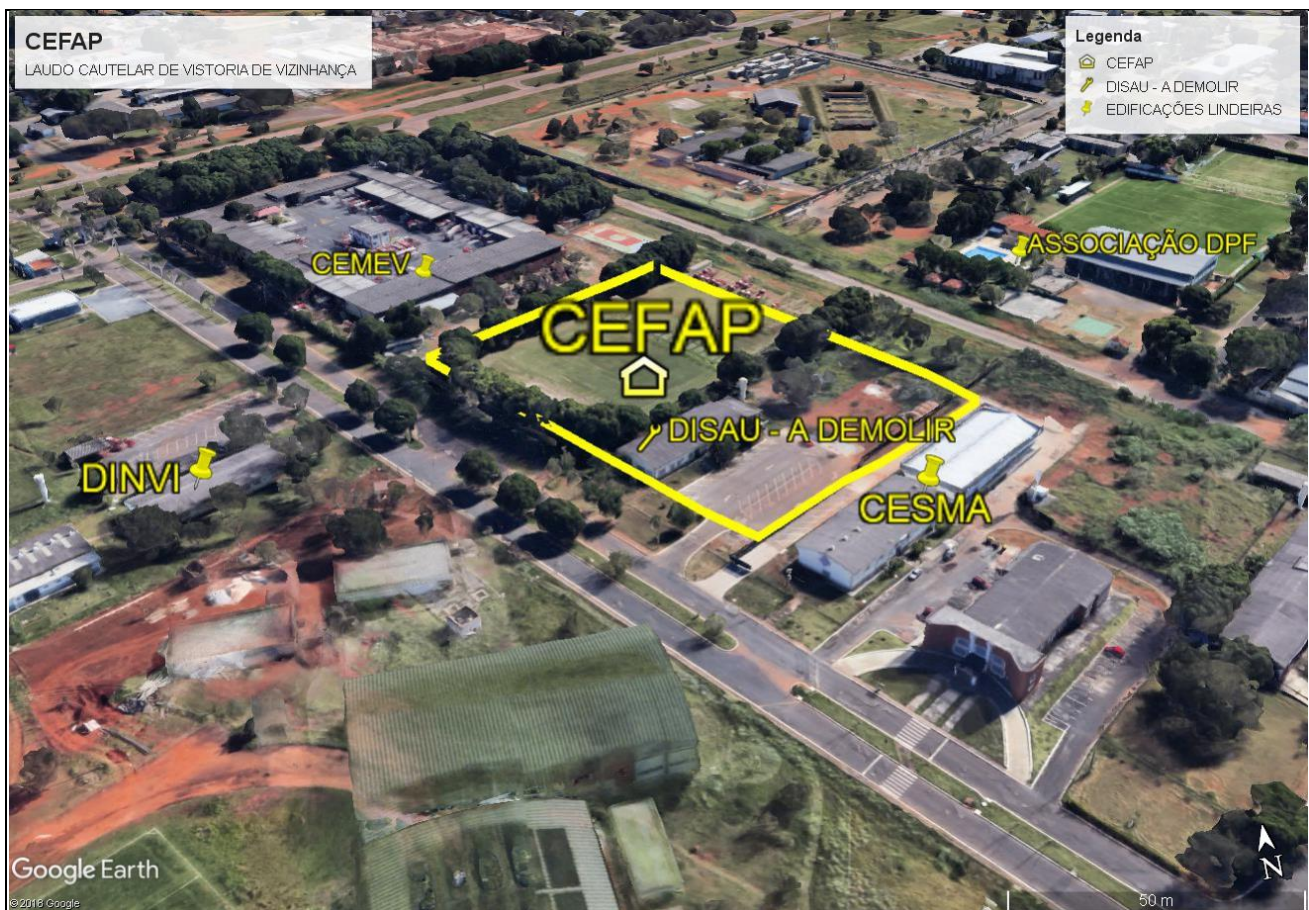 CEFAP
LAUDO CAUTELAR DE VISTORIA DE VIZINHANÇA
Legenda
CEFAP
DISAU - A DEMOLIR
EDIFICAÇÕES LINDEIRAS
ASSOCIAÇÃO DPF
CEMEV
CEFAP
DISAU - A DEMOLIR
DINVI
CESMA
Google Earth
© 2018 Google
N
50 m